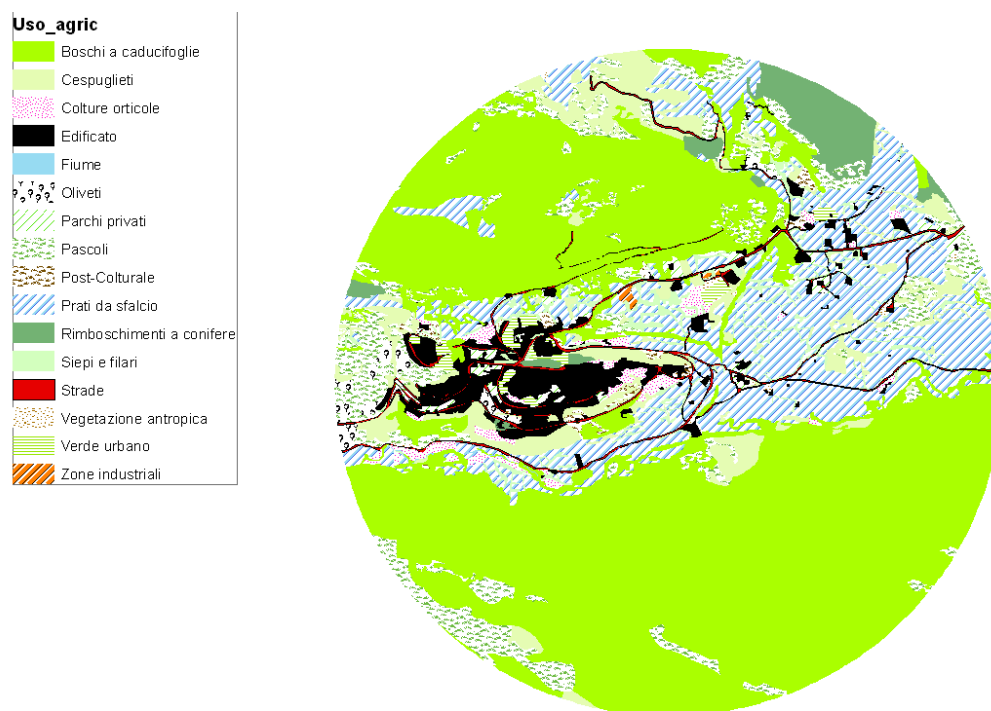 Uso_agric
Boschi a caducifoglie
Cespuglieti
Colture orticole
Edificato
Fiume
Oliveti
Parchi privati
Pascoli
Post-Colturale
Prati da sfalcio
Rimboschimenti a conifere
Siepi e filari
Strade
Vegetazione antropica
Verde urbano
Zone industriali